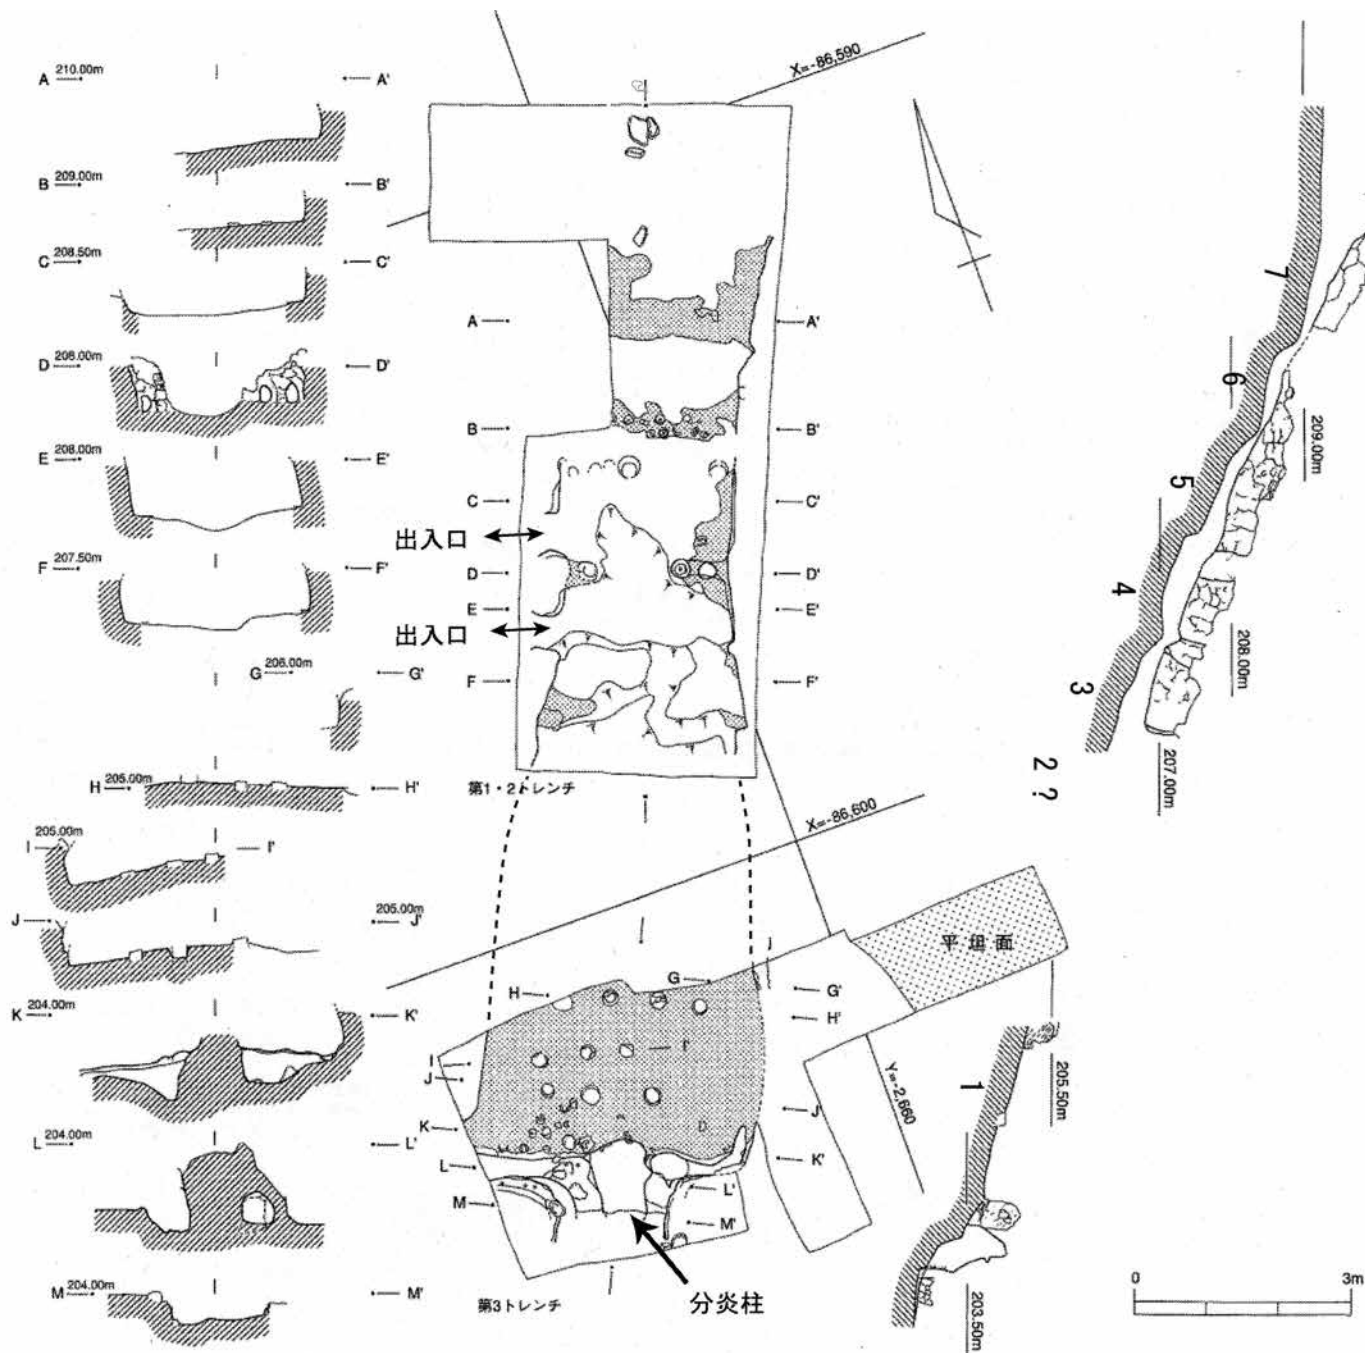 A 210.00m A'
B 209.00m B'
C 208.50m C'
D 208.00m D'
E 208.00m E'
F 207.50m F'
G 206.00m G'
H 205.00m H'
I 205.00m I'
J 205.00m J'
K 204.00m K'
L 204.00m L'
M 204.00m M'
X=-86,590
A A'
B B'
C C'
出入口
D D'
E E'
出入口
F F'
第1・2トレンチ
X=-86,600
平坦面
G G'
H H'
I I'
J J'
K K'
L L'
M M'
Y=-2,660
分炎柱
第3トレンチ
7
6
5
4
3
2?
1
209.00m
208.00m
207.00m
205.50m
203.50m
0 3m